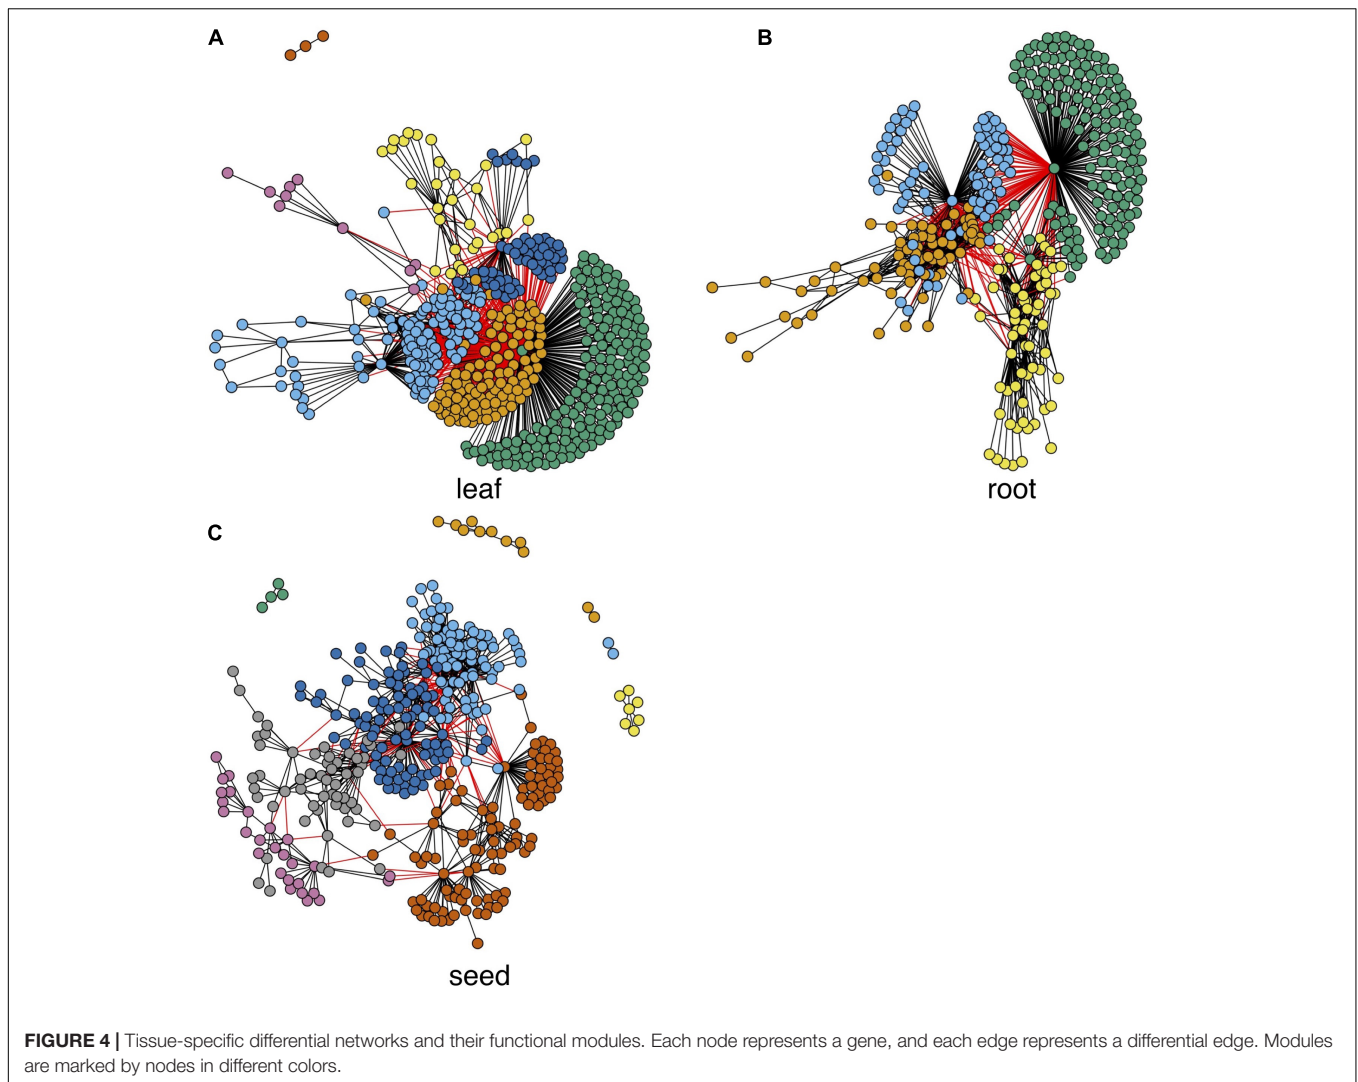 A
B
leaf
root
C
seed
FIGURE 4 | Tissue-specific differential networks and their functional modules. Each node represents a gene, and each edge represents a differential edge. Modules
are marked by nodes in different colors.